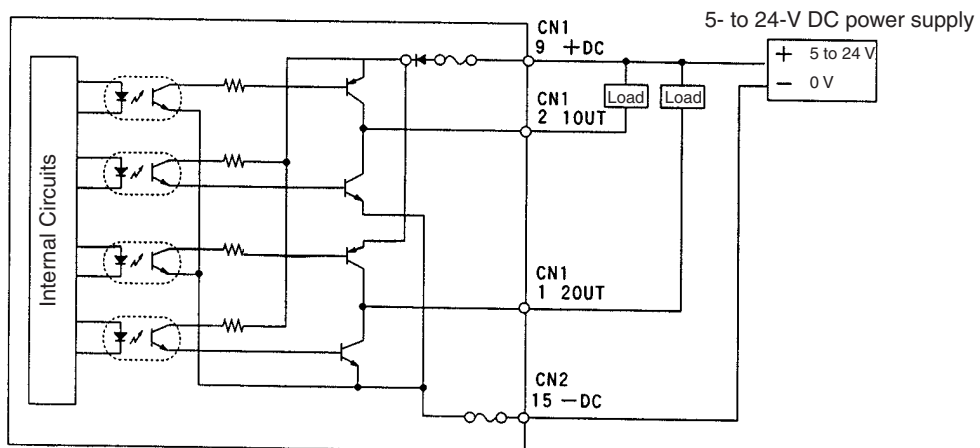 5- to 24-V DC power supply
CN1
9 +DC
+ 5 to 24 V
− 0 V
Load
Load
CN1
2 1OUT
Internal Circuits
CN1
1 2OUT
CN2
15 −DC